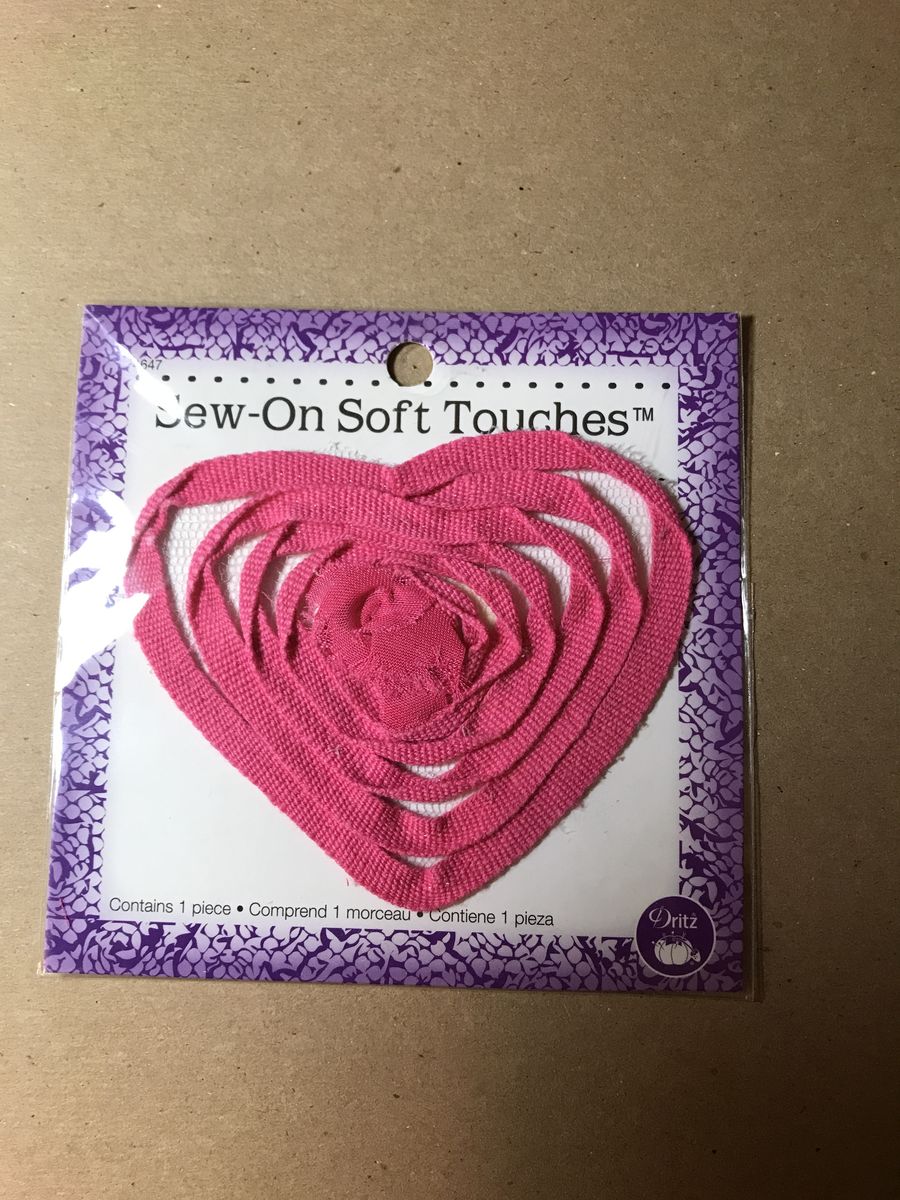 647
Sew-On Soft Touches™
Contains 1 piece • Comprend 1 morceau • Contiene 1 pieza
Dritz